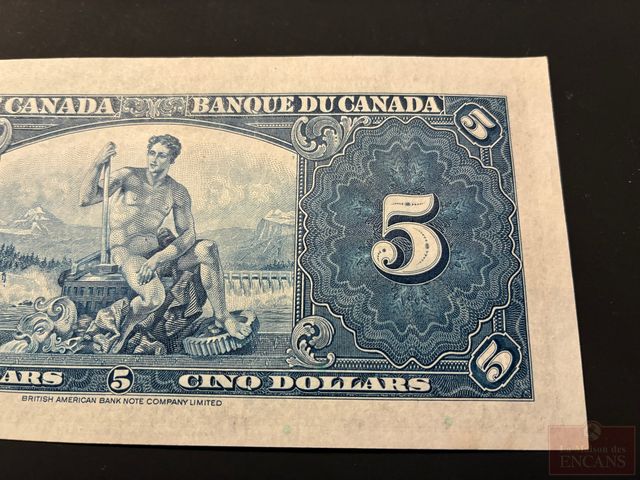 CANADA BANQUE DU CANADA
5
5
5
ARS 5 CINQ DOLLARS
BRITISH AMERICAN BANK NOTE COMPANY LIMITED
La Maison des
ENCANS